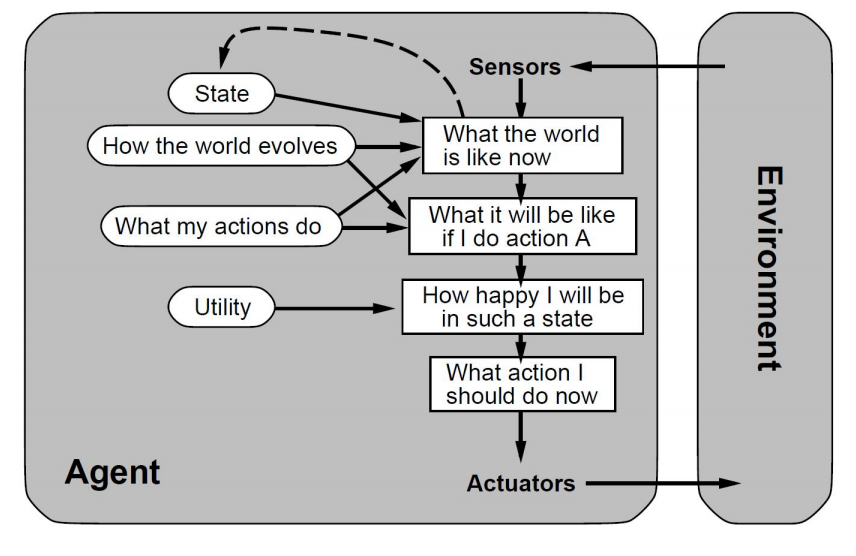 Sensors
State
What the world
is like now
How the world evolves
What my actions do
What it will be like
if I do action A
Utility
How happy I will be
in such a state
What action I
should do now
Agent
Actuators
Environment